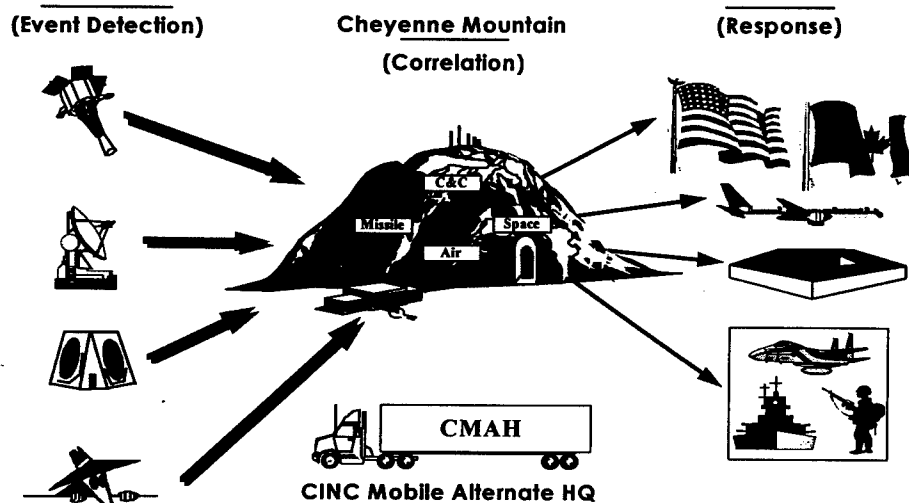 (Event Detection)
Cheyenne Mountain
(Correlation)
(Response)
C&C
Missile
Space
Air
CMAH
CINC Mobile Alternate HQ